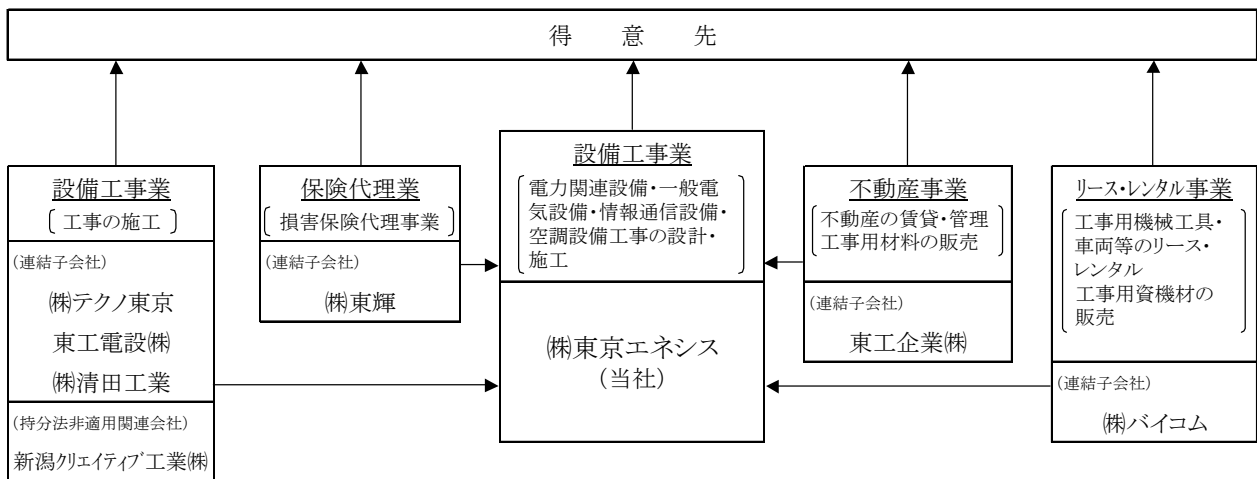 得 意 先
設備工事業
工事の施工
(連結子会社)
㈱テクノ東京
東工電設㈱
㈱清田工業
(持分法非適用関連会社)
新潟クリエイティブ工業㈱
保険代理業
損害保険代理事業
(連結子会社)
㈱東輝
設備工事業
電力関連設備・一般電
気設備・情報通信設備・
空調設備工事の設計・
施工
㈱東京エネシス
(当社)
不動産事業
不動産の賃貸・管理
工事用材料の販売
(連結子会社)
東工企業㈱
リース・レンタル事業
工事用機械工具・
車両等のリース・
レンタル
工事用資機材の
販売
(連結子会社)
㈱バイコム